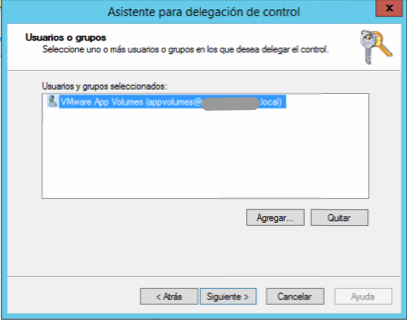 Asistente para delegación de control
x
Usuarios o grupos
Seleccione uno o más usuarios o grupos en los que desea delegar el control.
Usuarios y grupos seleccionados:
VMware App Volumes (appvolumes@ .local)
Agregar... Quitar
< Atrás Siguiente > Cancelar Ayuda